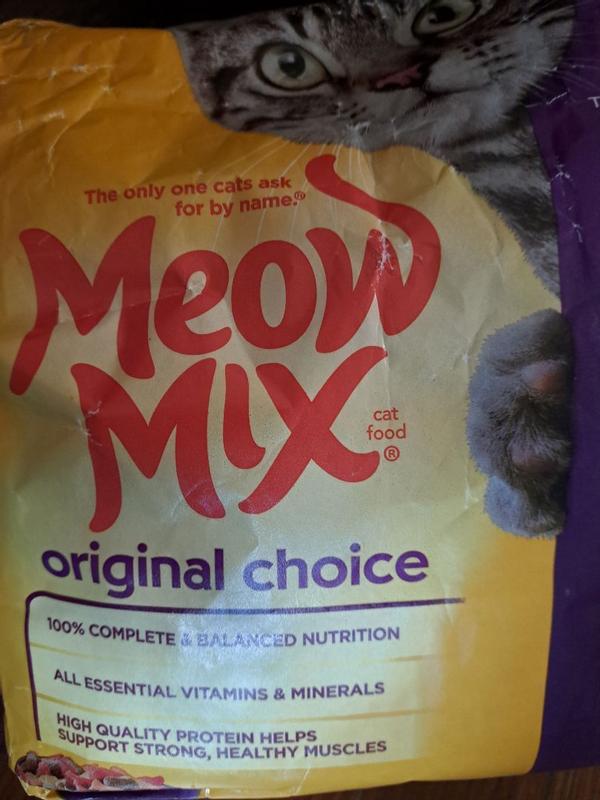 The only one cats ask
for by name.®
Meow
Mix
cat
food
®
original choice
100% COMPLETE & BALANCED NUTRITION
ALL ESSENTIAL VITAMINS & MINERALS
HIGH QUALITY PROTEIN HELPS
SUPPORT STRONG, HEALTHY MUSCLES